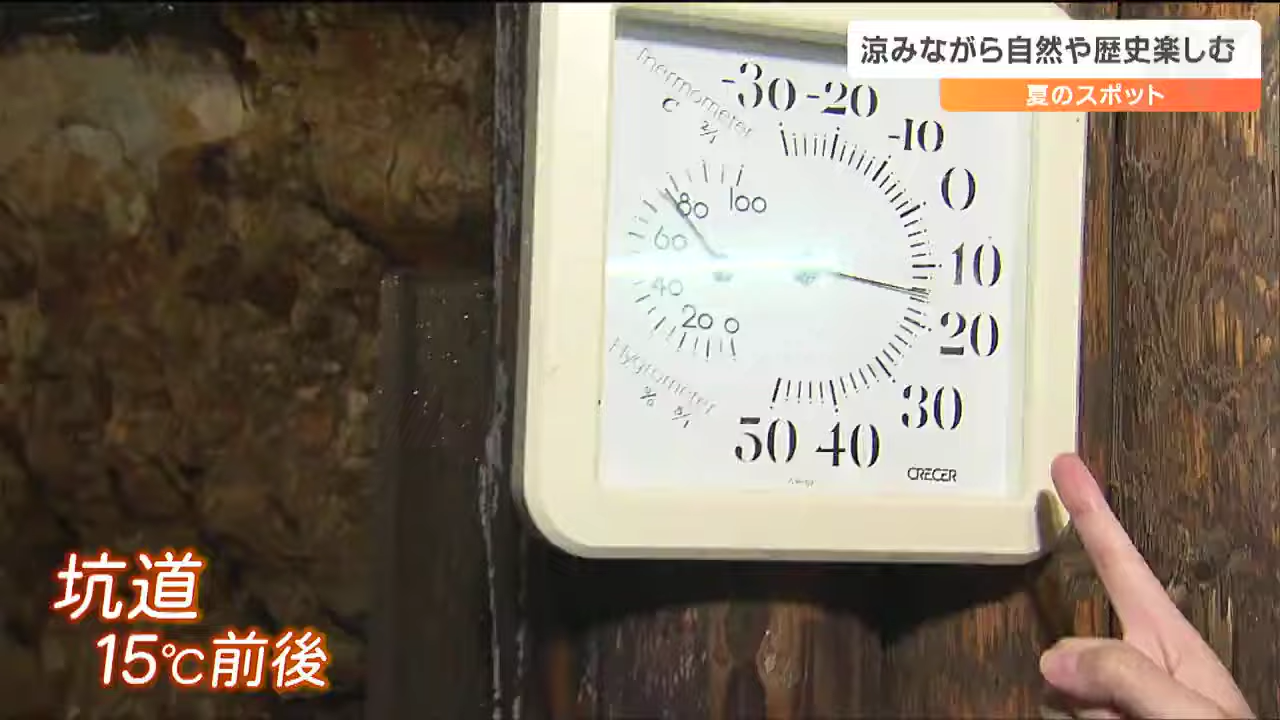 涼みながら自然や歴史楽しむ
夏のスポット
Thermometer
-30 -20
C
-10
0
100
80
60
10
40
20 0
20
Hygrometer
%
30
50 40
CRECER
坑道
15℃前後